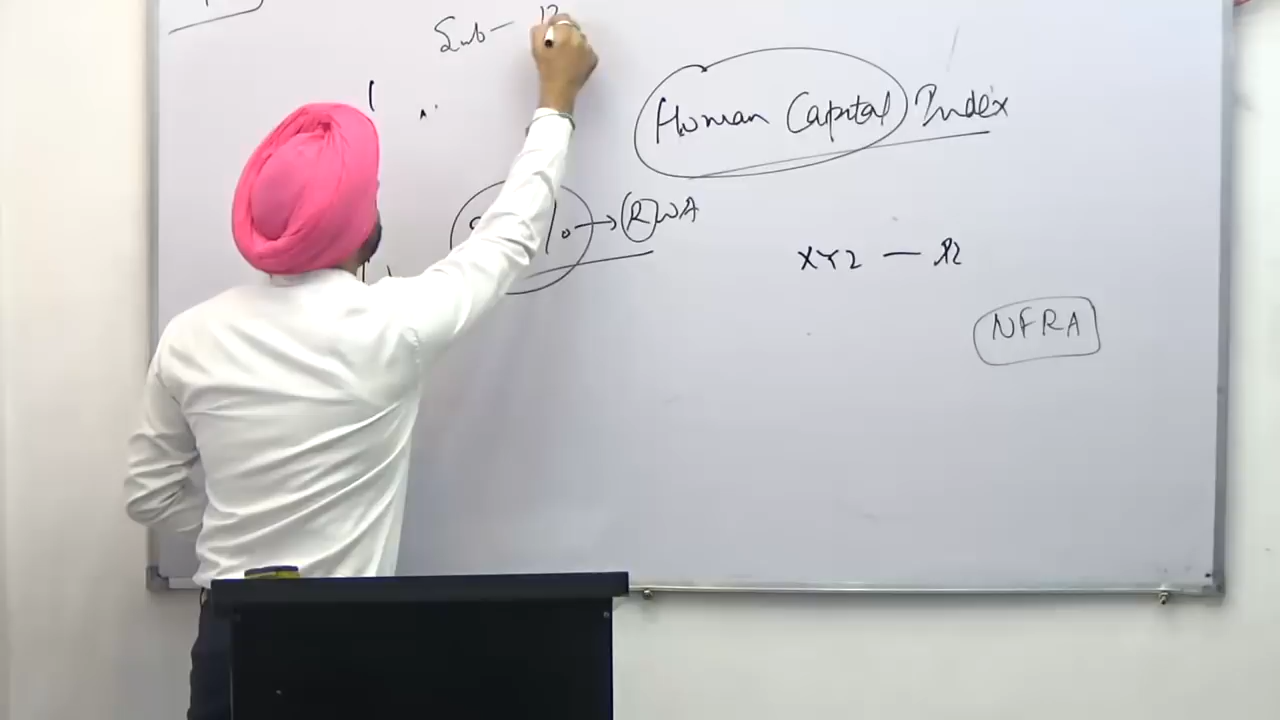 Sub -
Human Capital Index
% → RWA
XYZ —
NFRA